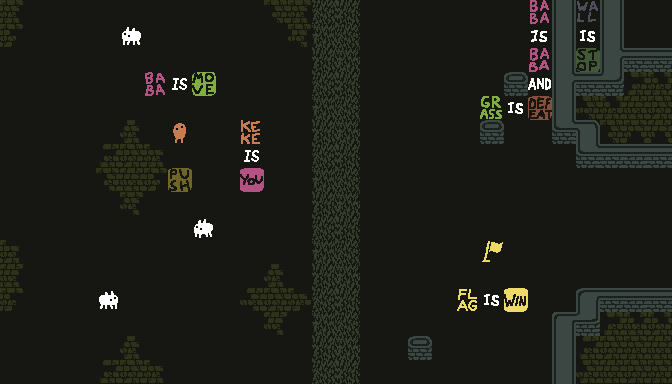 BABA IS MOVE
KEKE IS YOU
PUSH
BABA IS BABA AND DEFEAT
WALL IS STOP
GRASS IS DEFEAT
FLAG IS WIN